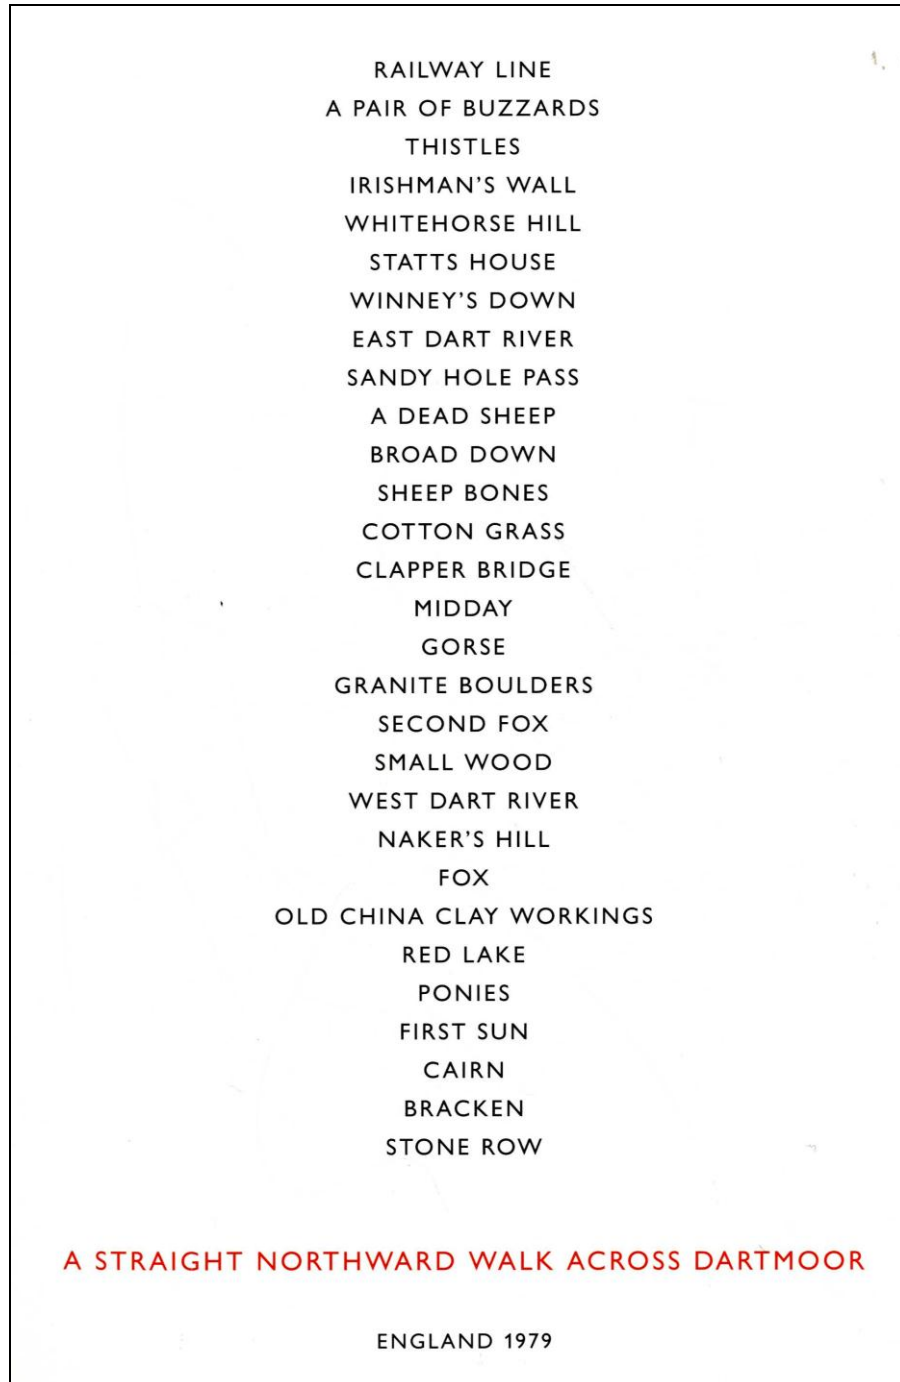 1.
RAILWAY LINE
A PAIR OF BUZZARDS
THISTLES
IRISHMAN'S WALL
WHITEHORSE HILL
STATTS HOUSE
WINNEY'S DOWN
EAST DART RIVER
SANDY HOLE PASS
A DEAD SHEEP
BROAD DOWN
SHEEP BONES
COTTON GRASS
CLAPPER BRIDGE
MIDDAY
GORSE
GRANITE BOULDERS
SECOND FOX
SMALL WOOD
WEST DART RIVER
NAKER'S HILL
FOX
OLD CHINA CLAY WORKINGS
RED LAKE
PONIES
FIRST SUN
CAIRN
BRACKEN
STONE ROW
A STRAIGHT NORTHWARD WALK ACROSS DARTMOOR
ENGLAND 1979